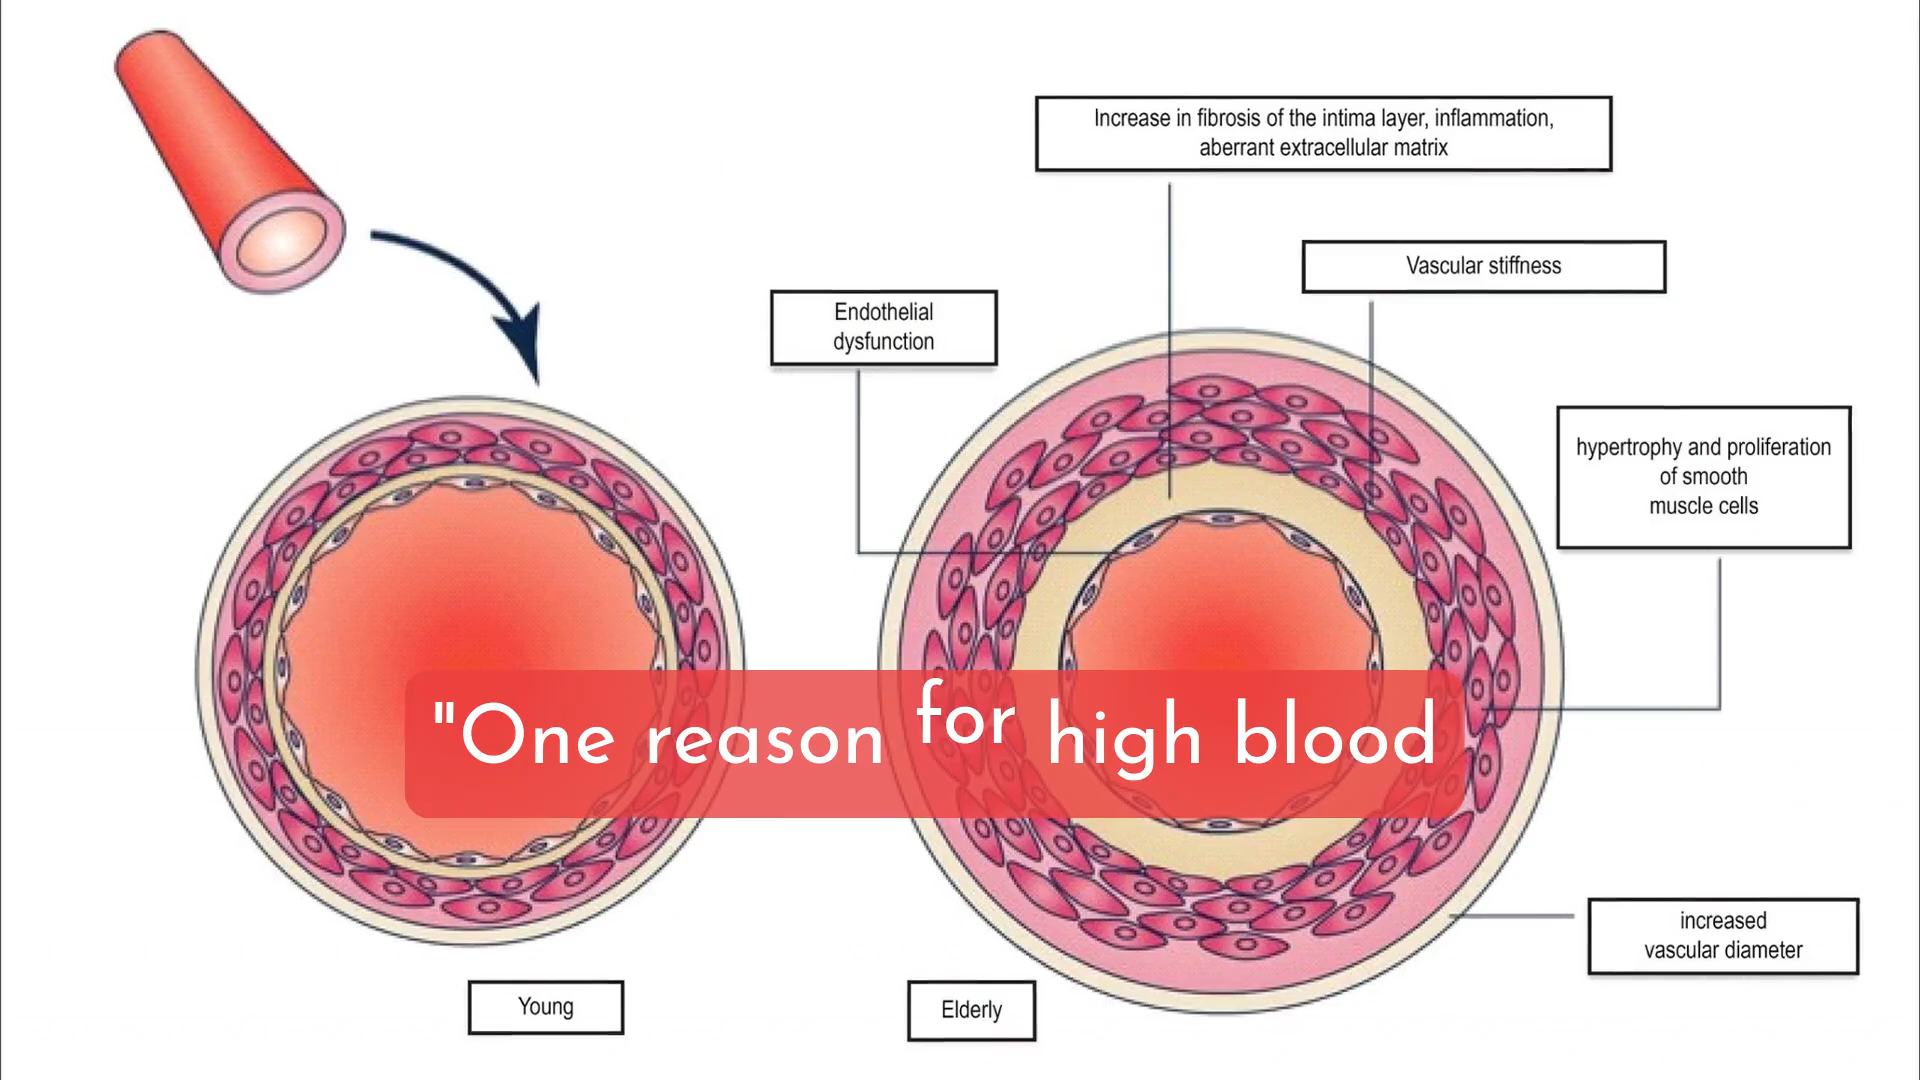 Increase in fibrosis of the intima layer, inflammation,
aberrant extracellular matrix
Vascular stiffness
Endothelial
dysfunction
hypertrophy and proliferation
of smooth
muscle cells
"One reason for high blood
increased
vascular diameter
Young
Elderly